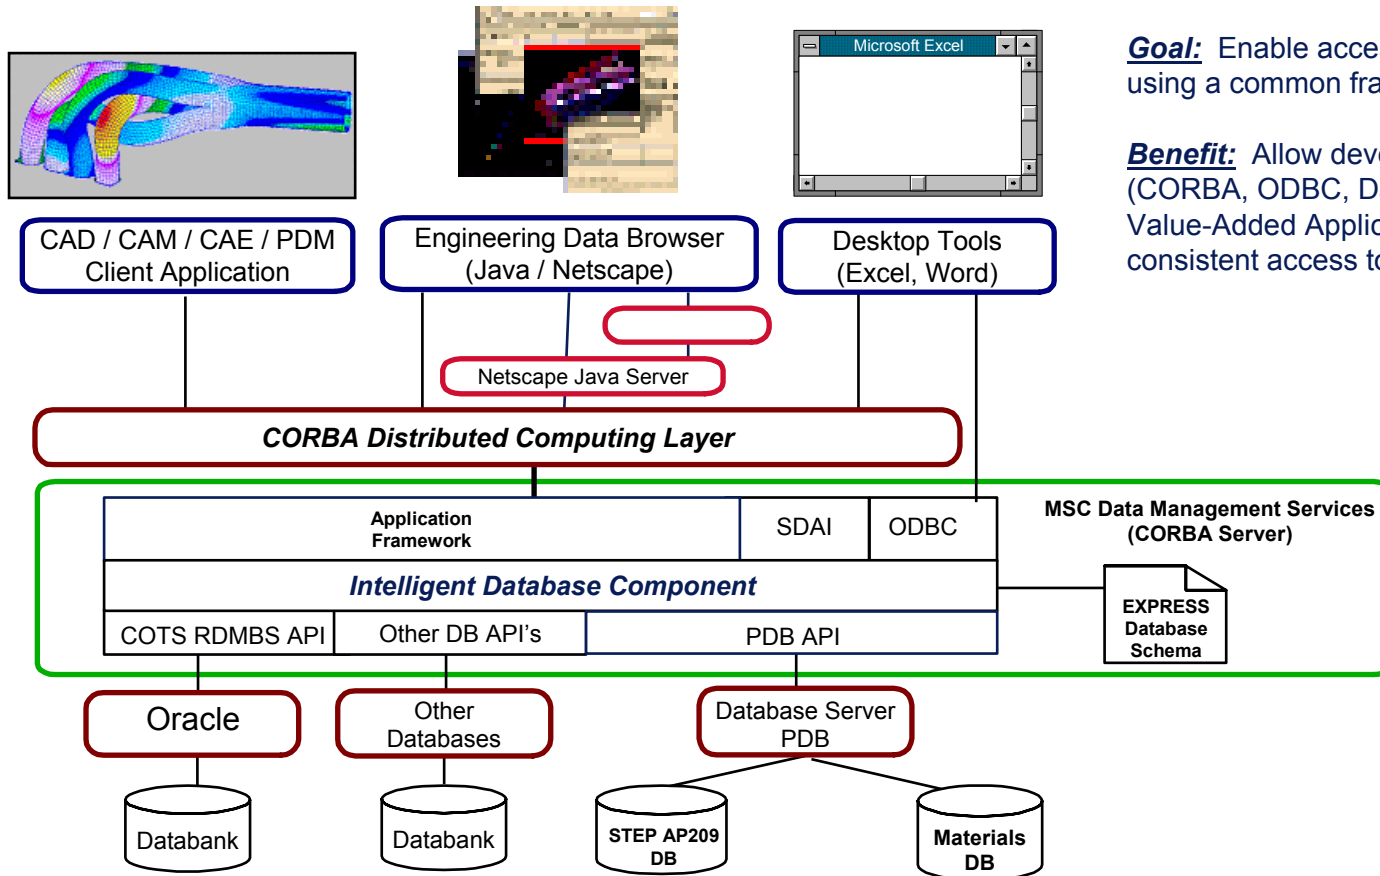 Microsoft Excel
Goal: Enable acce
using a common fra
Benefit: Allow deve
(CORBA, ODBC, D
Value-Added Applic
consistent access to
CAD / CAM / CAE / PDM
Client Application
Engineering Data Browser
(Java / Netscape)
Desktop Tools
(Excel, Word)
Netscape Java Server
CORBA Distributed Computing Layer
Application
Framework
SDAI
ODBC
MSC Data Management Services
(CORBA Server)
Intelligent Database Component
EXPRESS
Database
Schema
COTS RDMBS API
Other DB API's
PDB API
Oracle
Other
Databases
Database Server
PDB
Databank
Databank
STEP AP209
DB
Materials
DB